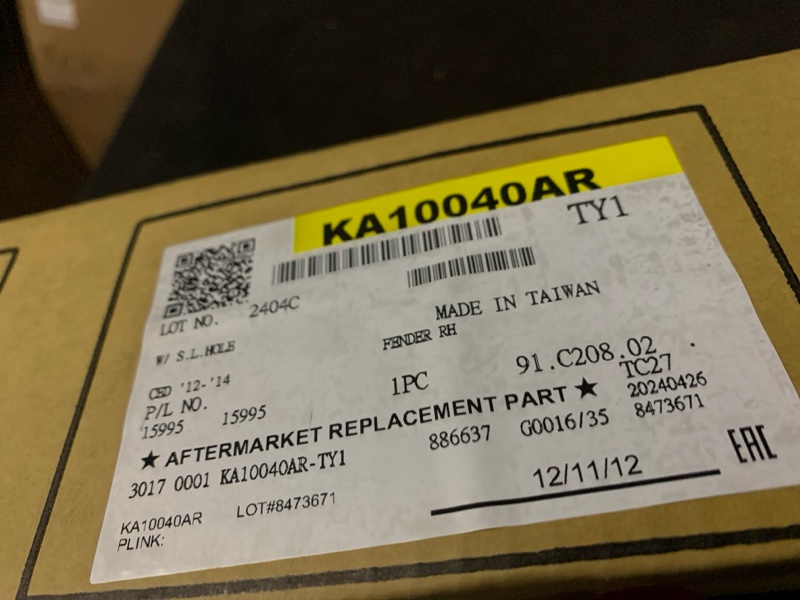 KA10040AR
TY1
LOT NO. 2404C
MADE IN TAIWAN
W/ S.L.HOLE
FENDER RH
CED '12-'14
1PC
91.C208.02
P/L NO.
TC27
15995 15995
★ AFTERMARKET REPLACEMENT PART ★
20240426
3017 0001 KA10040AR-TY1
886637 G0016/35 8473671
EAC
12/11/12
KA10040AR LOT#8473671
PLINK: